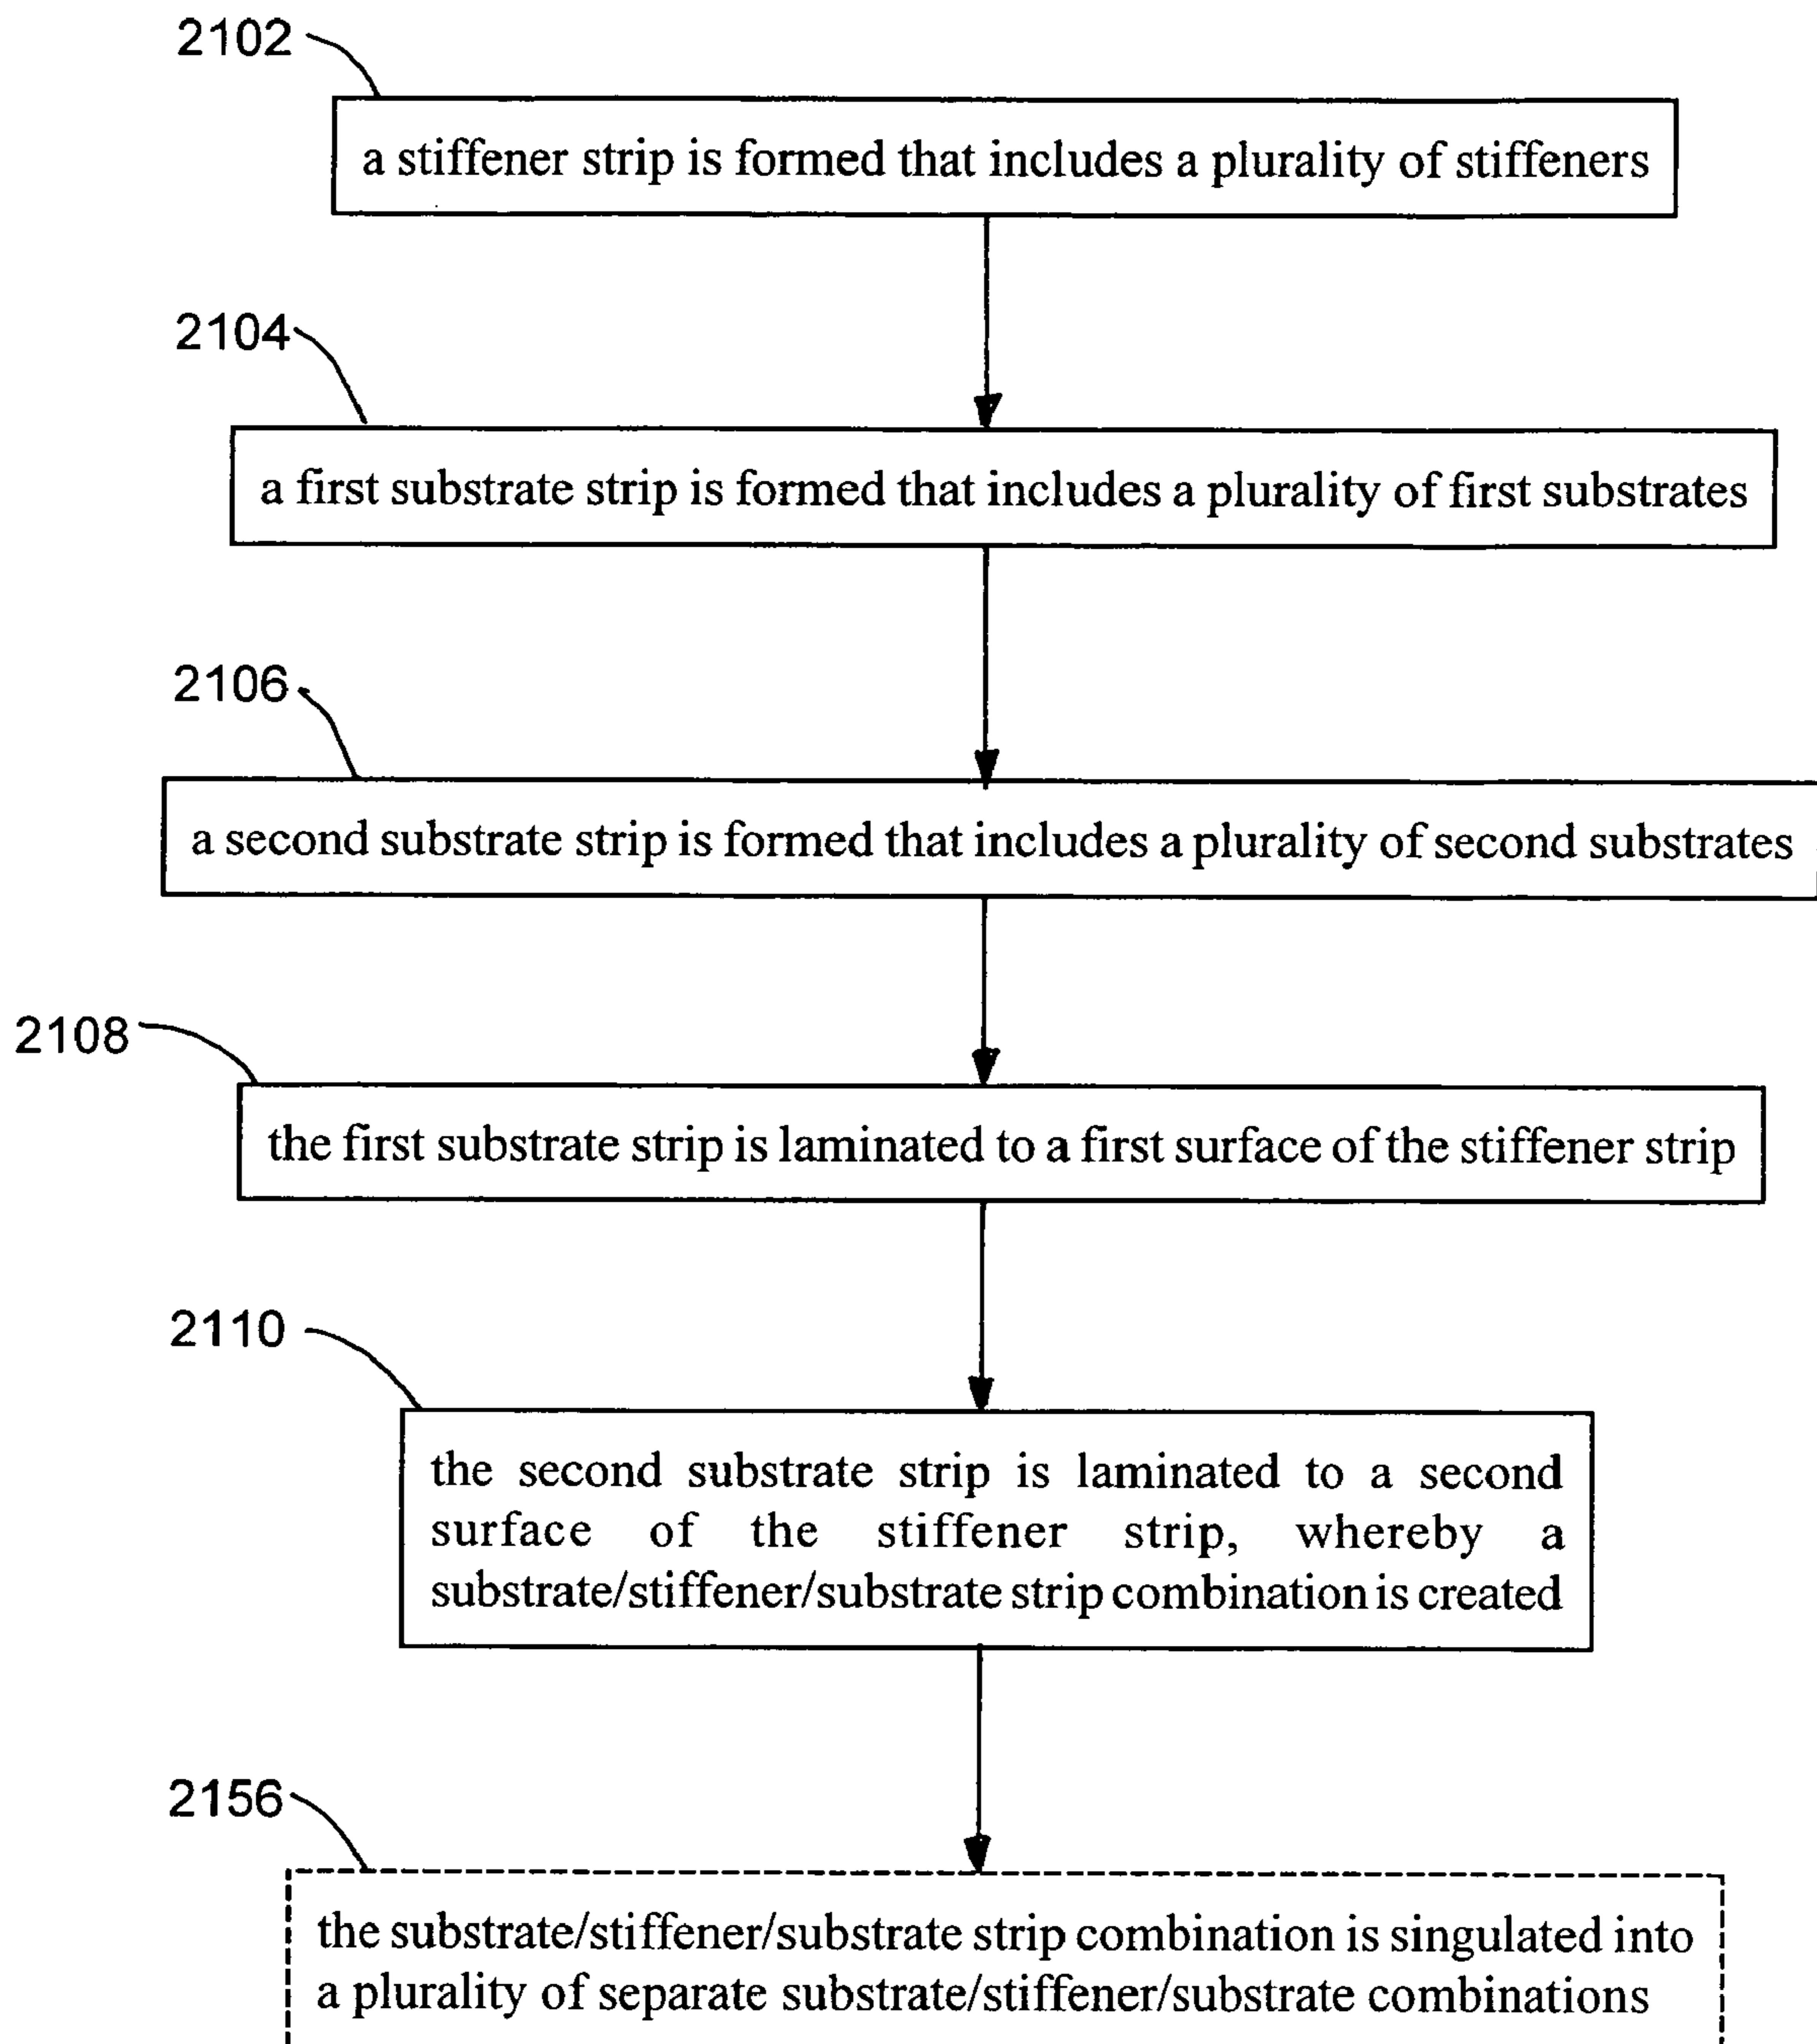 2102
a stiffener strip is formed that includes a plurality of stiffeners
2104
a first substrate strip is formed that includes a plurality of first substrates
2106
a second substrate strip is formed that includes a plurality of second substrates
2108
the first substrate strip is laminated to a first surface of the stiffener strip
2110
the second substrate strip is laminated to a second
surface of the stiffener strip, whereby a
substrate/stiffener/substrate strip combination is created
2156
the substrate/stiffener/substrate strip combination is singulated into
a plurality of separate substrate/stiffener/substrate combinations